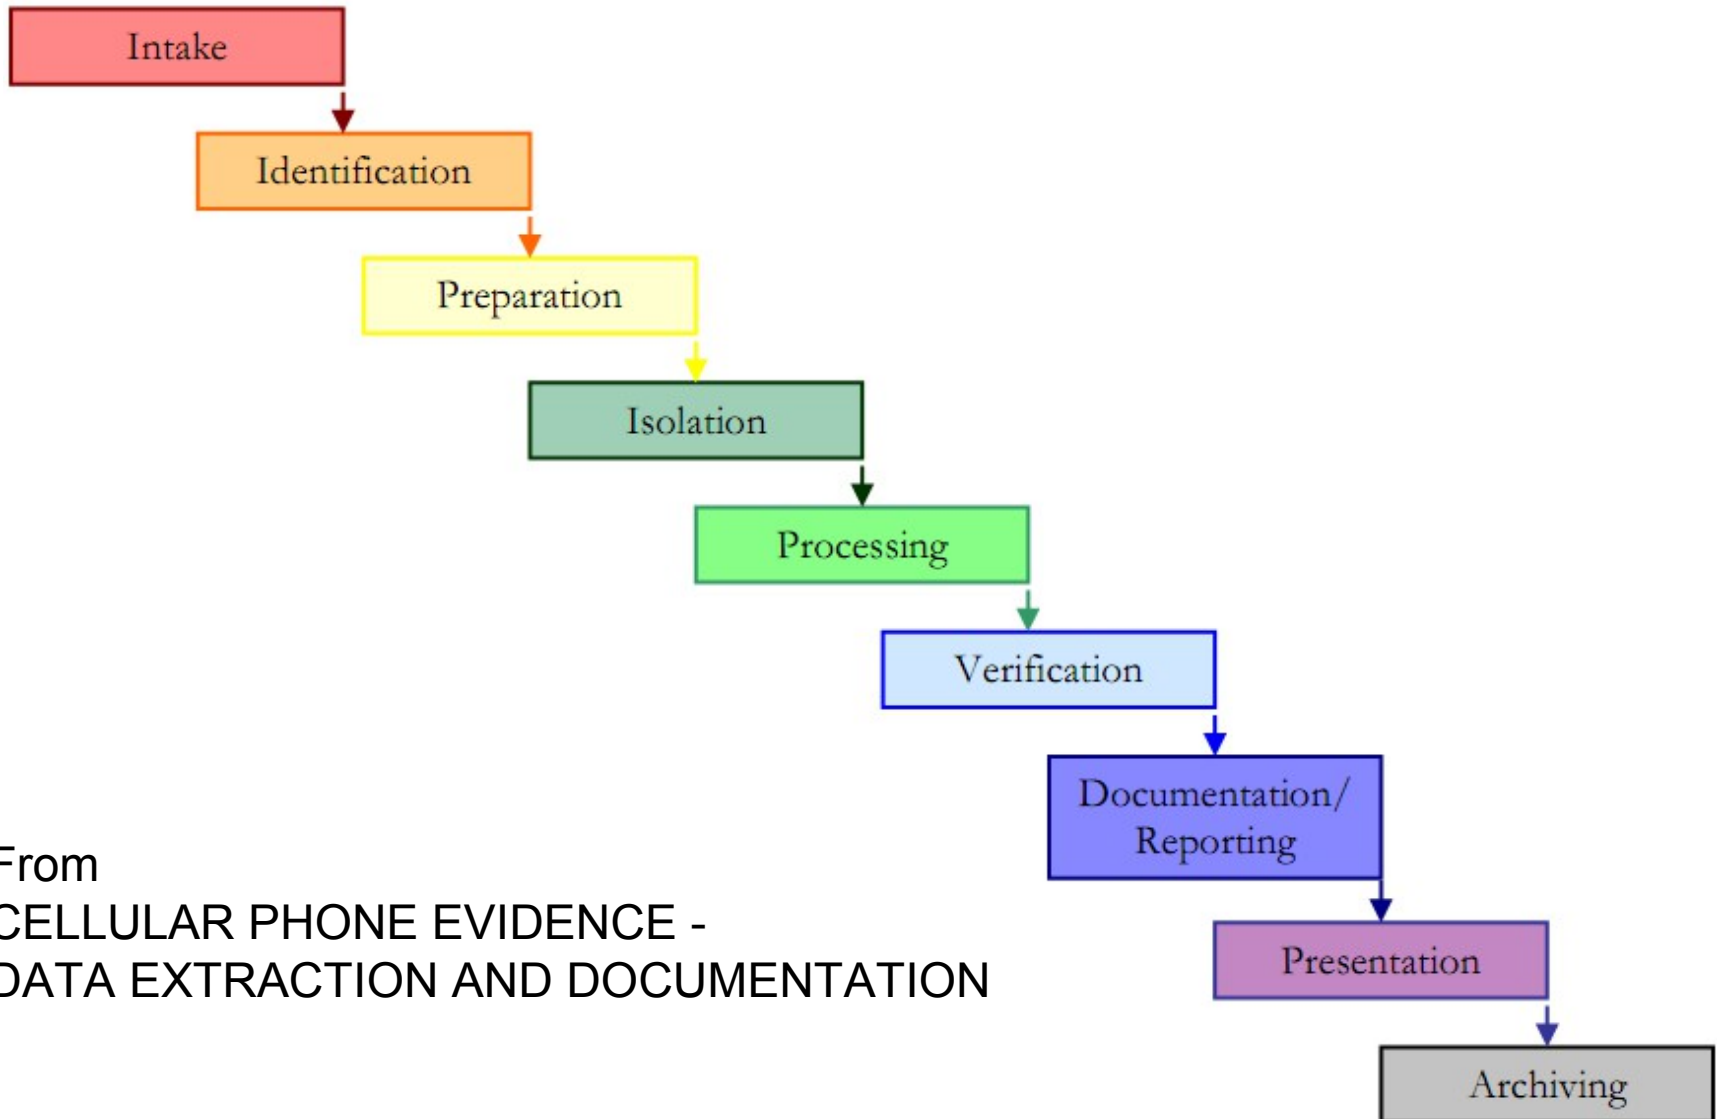 Intake
Identification
Preparation
Isolation
Processing
Verification
Documentation/
Reporting
From
CELLULAR PHONE EVIDENCE -
DATA EXTRACTION AND DOCUMENTATION
Presentation
Archiving